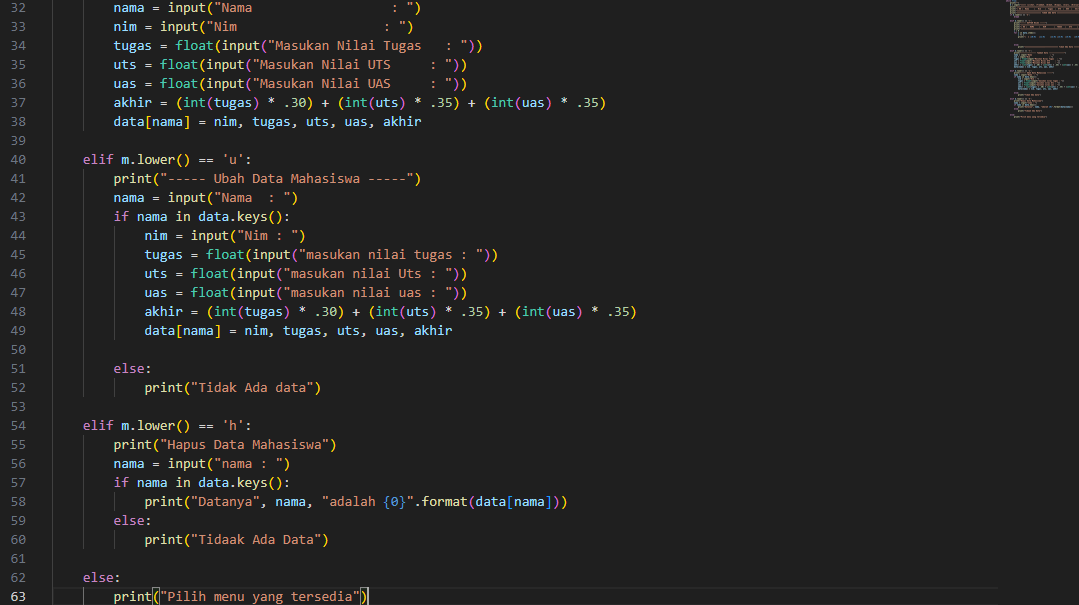 32 nama = input("Nama                  : ")
33 nim = input("Nim                   : ")
34 tugas = float(input("Masukan Nilai Tugas   : "))
35 uts = float(input("Masukan Nilai UTS     : "))
36 uas = float(input("Masukan Nilai UAS     : "))
37 akhir = (int(tugas) * .30) + (int(uts) * .35) + (int(uas) * .35)
38 data[nama] = nim, tugas, uts, uas, akhir
39
40 elif m.lower() == 'u':
41 print("----- Ubah Data Mahasiswa -----")
42 nama = input("Nama  : ")
43 if nama in data.keys():
44 nim = input("Nim : ")
45 tugas = float(input("masukan nilai tugas : "))
46 uts = float(input("masukan nilai Uts : "))
47 uas = float(input("masukan nilai uas : "))
48 akhir = (int(tugas) * .30) + (int(uts) * .35) + (int(uas) * .35)
49 data[nama] = nim, tugas, uts, uas, akhir
50
51 else:
52 print("Tidak Ada data")
53
54 elif m.lower() == 'h':
55 print("Hapus Data Mahasiswa")
56 nama = input("nama : ")
57 if nama in data.keys():
58 print("Datanya", nama, "adalah {0}".format(data[nama]))
59 else:
60 print("Tidaak Ada Data")
61
62 else:
63 print("Pilih menu yang tersedia")